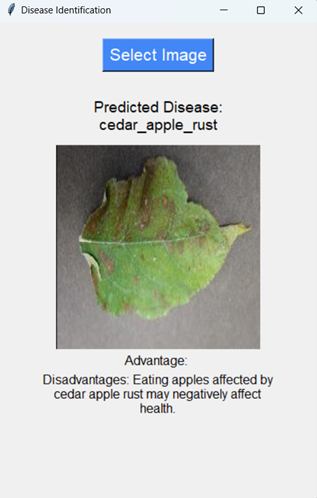 Disease Identification
Select Image
Predicted Disease:
cedar_apple_rust
Advantage:
Disadvantages: Eating apples affected by
cedar apple rust may negatively affect
health.